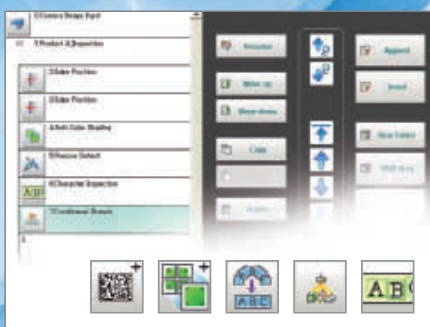 0.Camera Image Input
1.Product A Inspection
2.Edge Position
3.Edge Position
4.Anti Color Shading
5.Precise Defect
6.Character Inspection
7.Conditional Branch
Rename
Move up
Move down
Copy
Append
Insert
New folder
A B C
A B C